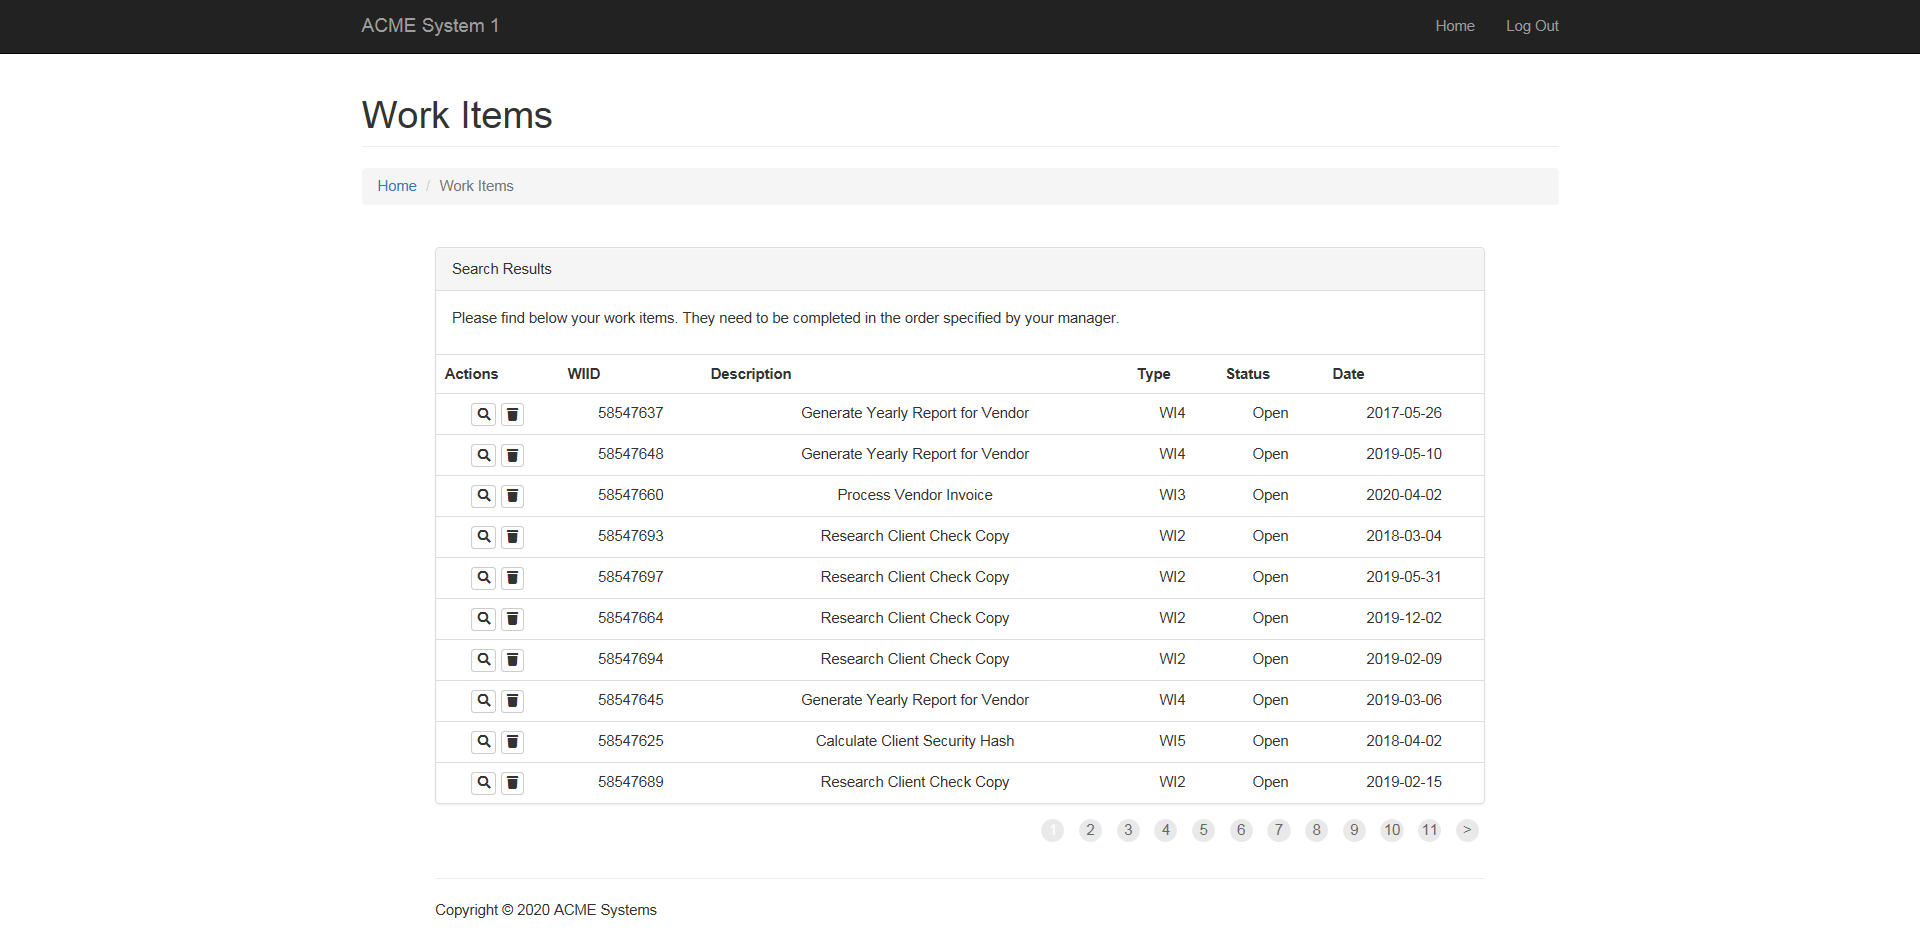 ACME System 1 Home Log Out
Work Items
Home / Work Items
Search Results
Please find below your work items. They need to be completed in the order specified by your manager.
Actions WIID Description Type Status Date
58547637 Generate Yearly Report for Vendor WI4 Open 2017-05-26
58547648 Generate Yearly Report for Vendor WI4 Open 2019-05-10
58547660 Process Vendor Invoice WI3 Open 2020-04-02
58547693 Research Client Check Copy WI2 Open 2018-03-04
58547697 Research Client Check Copy WI2 Open 2019-05-31
58547664 Research Client Check Copy WI2 Open 2019-12-02
58547694 Research Client Check Copy WI2 Open 2019-02-09
58547645 Generate Yearly Report for Vendor WI4 Open 2019-03-06
58547625 Calculate Client Security Hash WI5 Open 2018-04-02
58547689 Research Client Check Copy WI2 Open 2019-02-15
1 2 3 4 5 6 7 8 9 10 11 >
Copyright © 2020 ACME Systems